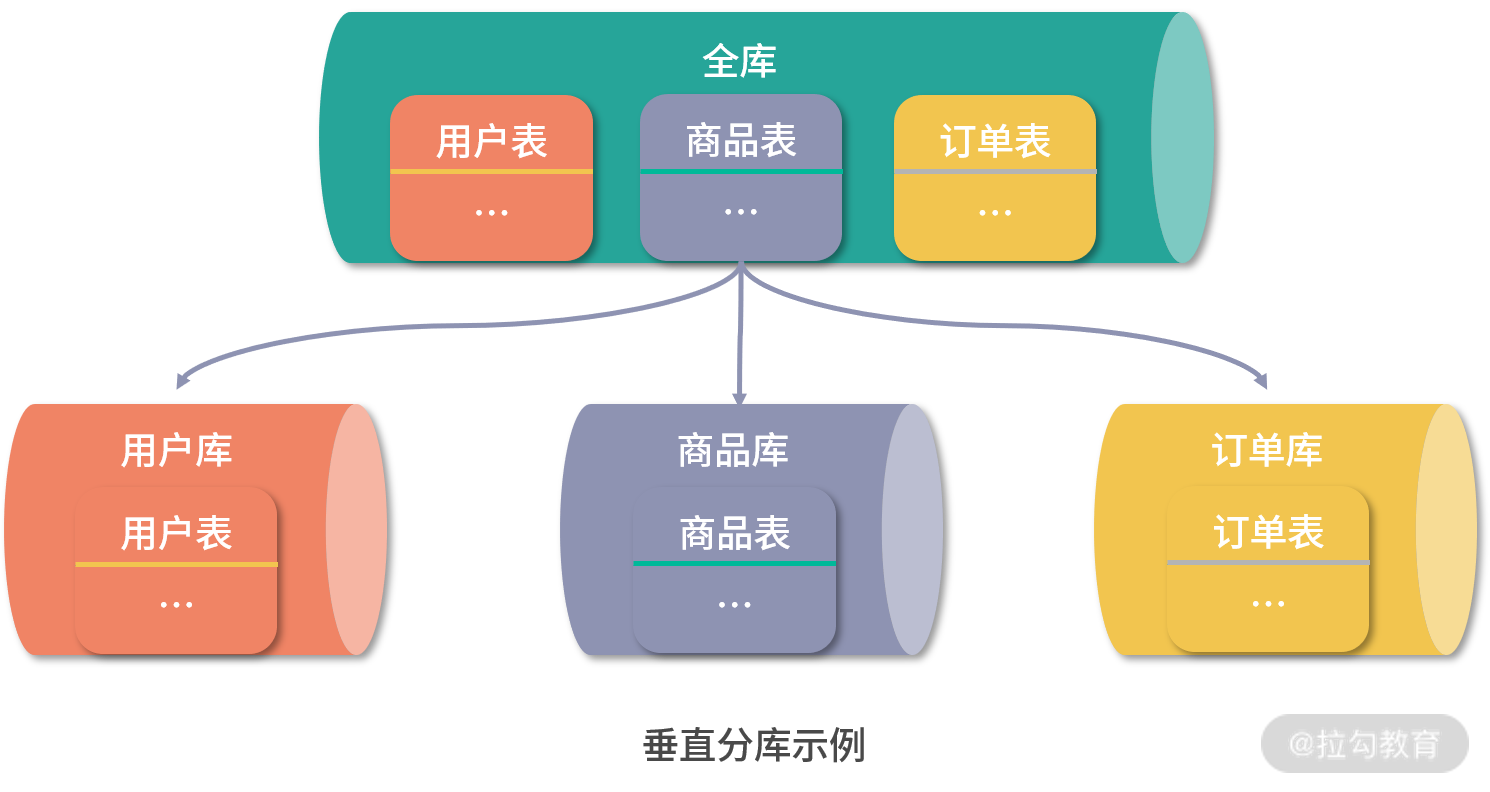 全库
用户表
商品表
订单表
...
...
...
用户库
商品库
订单库
用户表
商品表
订单表
...
...
...
垂直分库示例
@拉勾教育